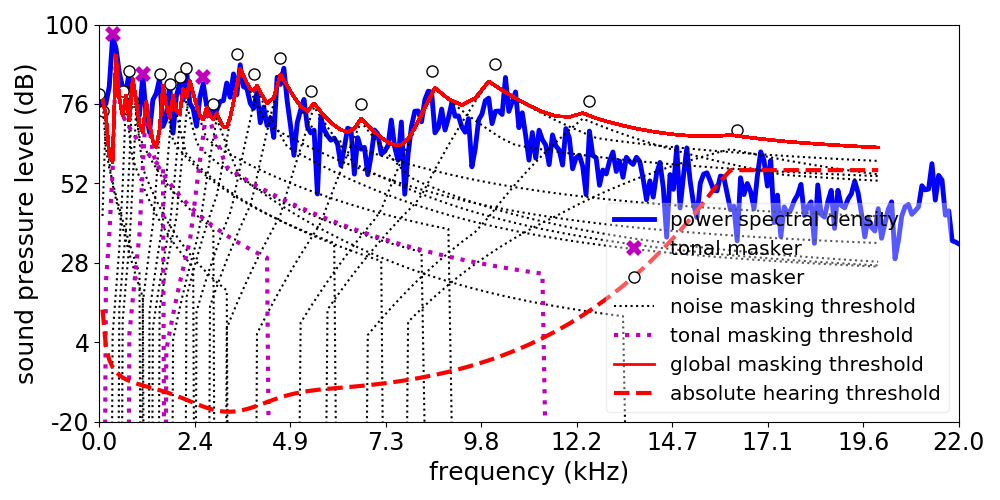 sound pressure level (dB)
100
76
52
28
4
-20
power spectral density
tonal masker
noise masker
noise masking threshold
tonal masking threshold
global masking threshold
absolute hearing threshold
0.0 2.4 4.9 7.3 9.8 12.2 14.7 17.1 19.6 22.0
frequency (kHz)